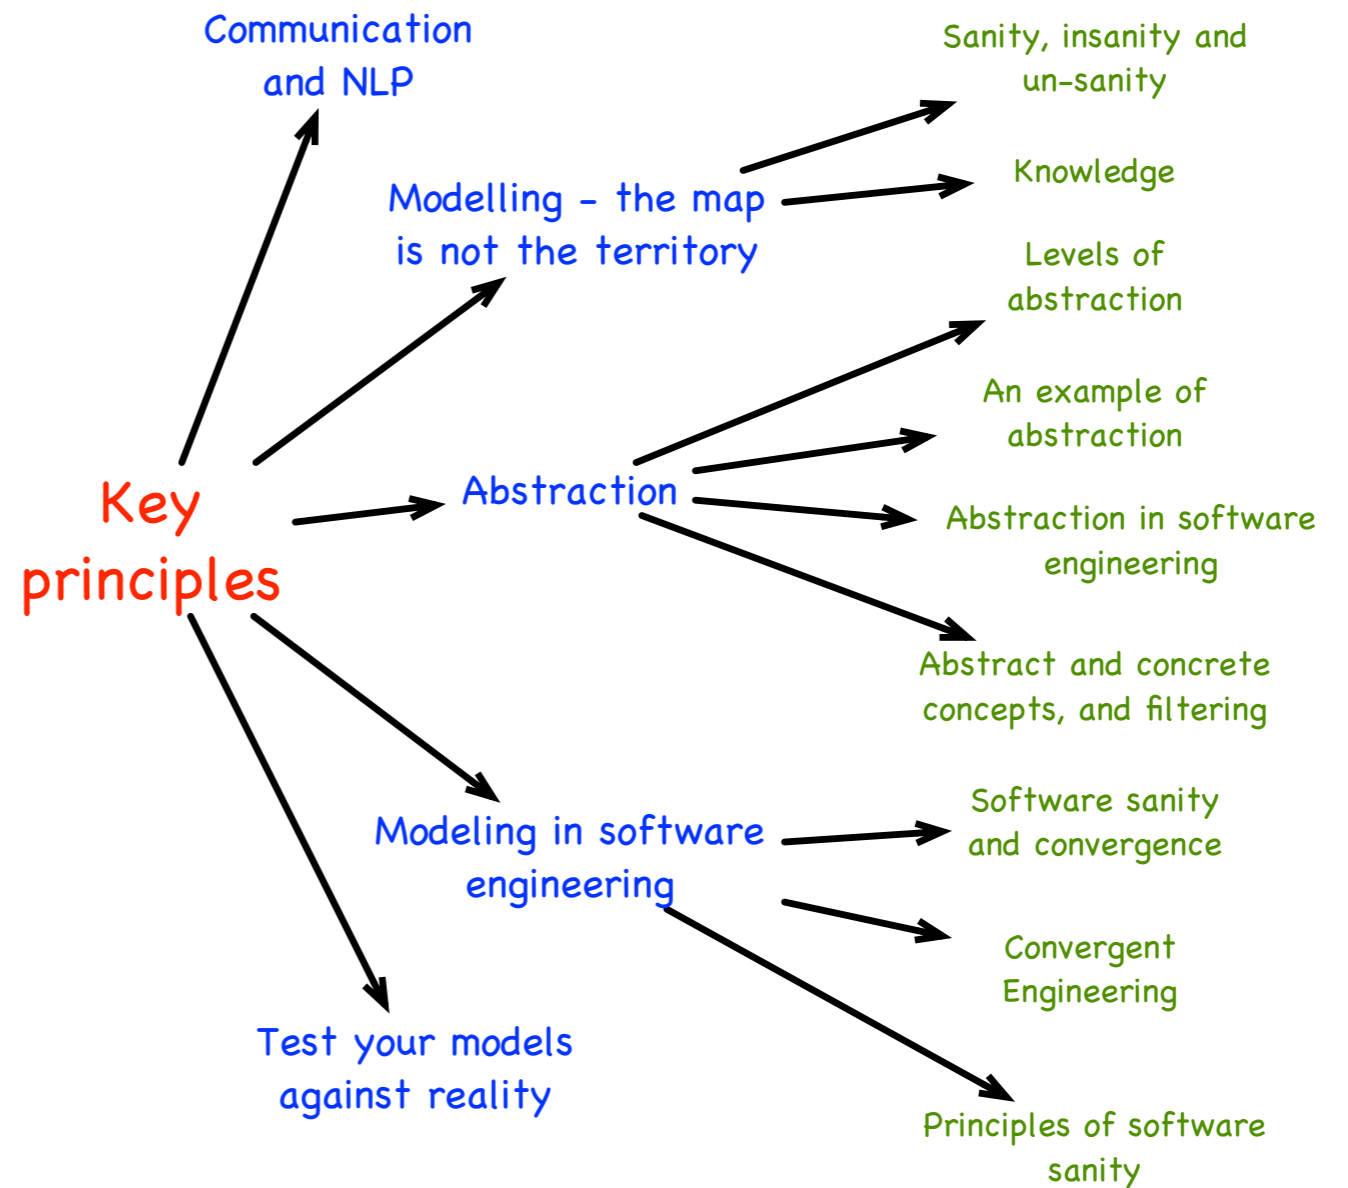 Communication
and NLP
Sanity, insanity and
un-sanity
Modelling - the map
is not the territory
Knowledge
Levels of
abstraction
An example of
abstraction
Key
principles
Abstraction
Abstraction in software
engineering
Abstract and concrete
concepts, and filtering
Modeling in software
engineering
Software sanity
and convergence
Convergent
Engineering
Test your models
against reality
Principles of software
sanity